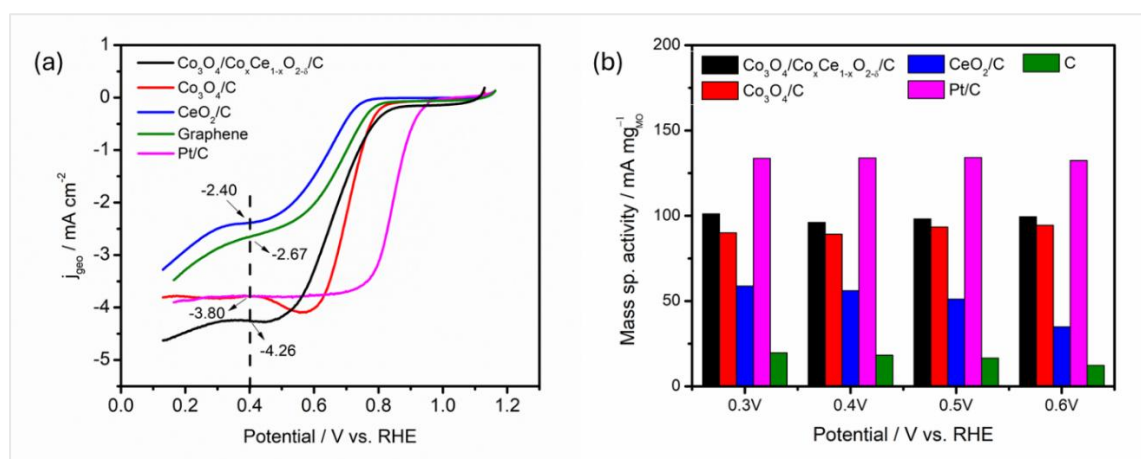 (a)
Co₃O₄/CoₓCe₁₋ₓO₂₋δ/C
Co₃O₄/C
CeO₂/C
Graphene
Pt/C
-2.40
-2.67
-3.80
-4.26
1
0
-1
-2
-3
-4
-5
j_geo / mA cm⁻²
0.0 0.2 0.4 0.6 0.8 1.0 1.2
Potential / V vs. RHE
(b)
Co₃O₄/CoₓCe₁₋ₓO₂₋δ/C CeO₂/C C
Co₃O₄/C Pt/C
200
150
100
50
0
Mass sp. activity / mA mg⁻¹_MO
0.3V 0.4V 0.5V 0.6V
Potential / V vs. RHE